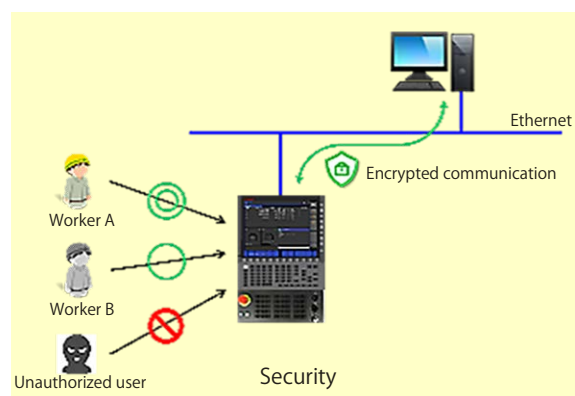 Ethernet
Encrypted communication
Worker A
Worker B
Unauthorized user
Security